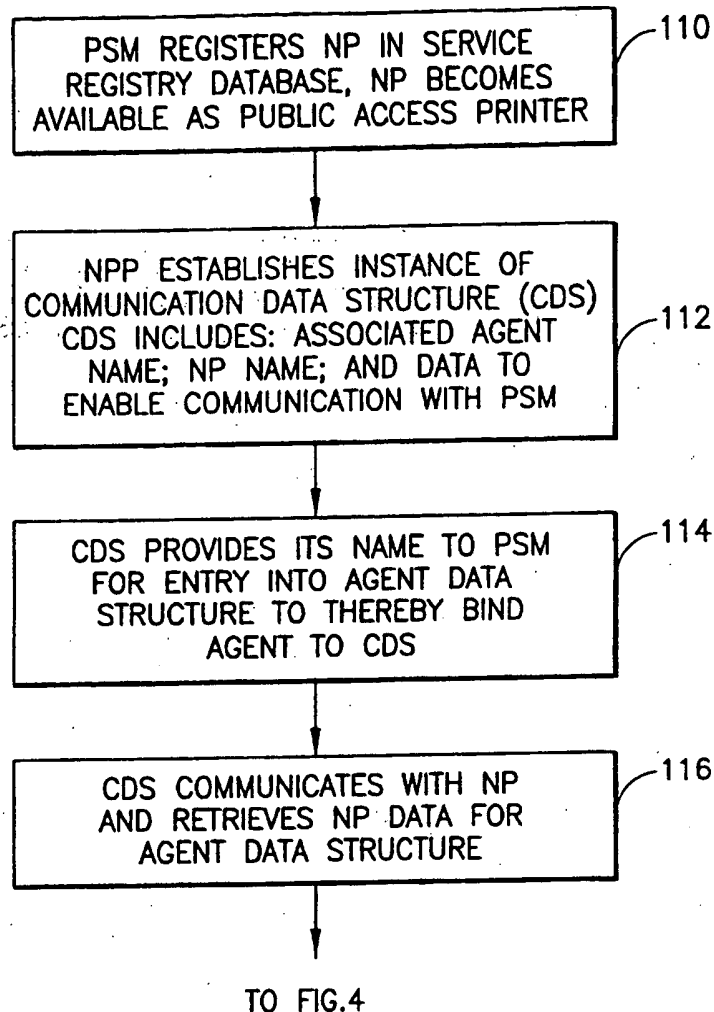 PSM REGISTERS NP IN SERVICE
REGISTRY DATABASE, NP BECOMES
AVAILABLE AS PUBLIC ACCESS PRINTER
110
NPP ESTABLISHES INSTANCE OF
COMMUNICATION DATA STRUCTURE (CDS)
CDS INCLUDES: ASSOCIATED AGENT
NAME; NP NAME; AND DATA TO
ENABLE COMMUNICATION WITH PSM
112
CDS PROVIDES ITS NAME TO PSM
FOR ENTRY INTO AGENT DATA
STRUCTURE TO THEREBY BIND
AGENT TO CDS
114
CDS COMMUNICATES WITH NP
AND RETRIEVES NP DATA FOR
AGENT DATA STRUCTURE
116
TO FIG.4